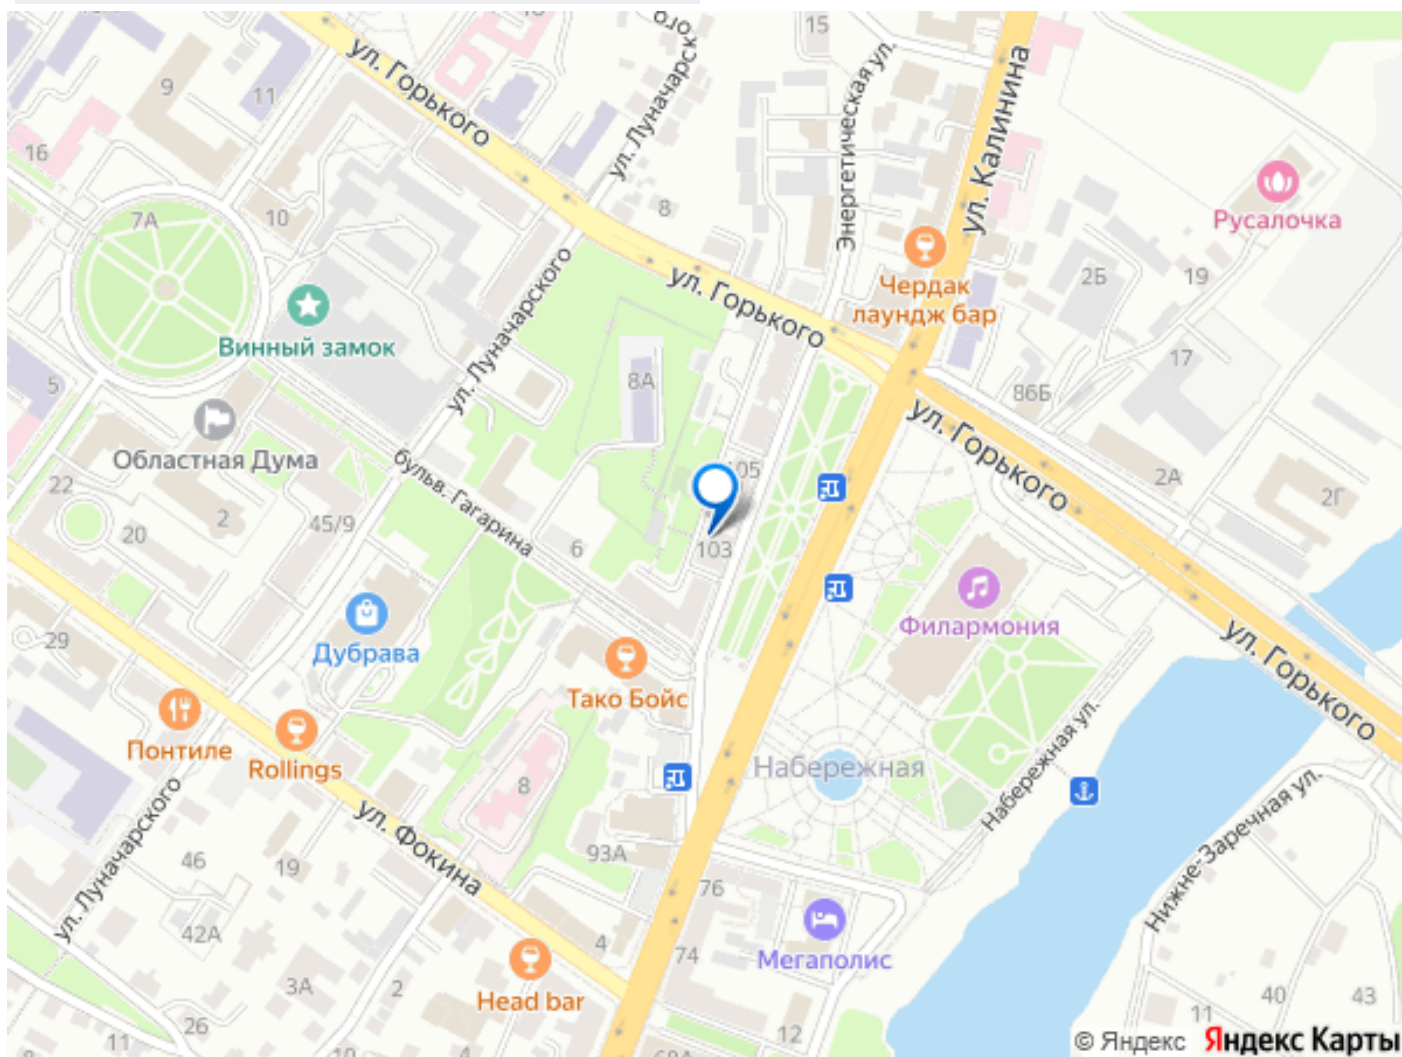 ул. Горького
ул. Луначарск
ого
15
Энергетическая ул.
ул. Калинина
9
11
16
10
7А
8
Русалочка
Чердак
лаундж бар
2Б
19
ул. Луначарского
ул. Горького
Винный замок
5
8А
17
86Б
Областная Дума
бульв. Гагарина
105
ул. Горького
2А
2Г
22
20
2
45/9
6
103
29
Дубрава
Филармония
ул. Горького
Тако Бойс
Понтиле
Rollings
8
Набережная
Набережная ул.
Нижне-Заречная ул.
ул. Луначарского
ул. Фокина
46
19
93А
76
42А
4
74
Мегаполис
3А
2
Head bar
26
11
10
12
68А
11
40
43
© Яндекс Яндекс Карты